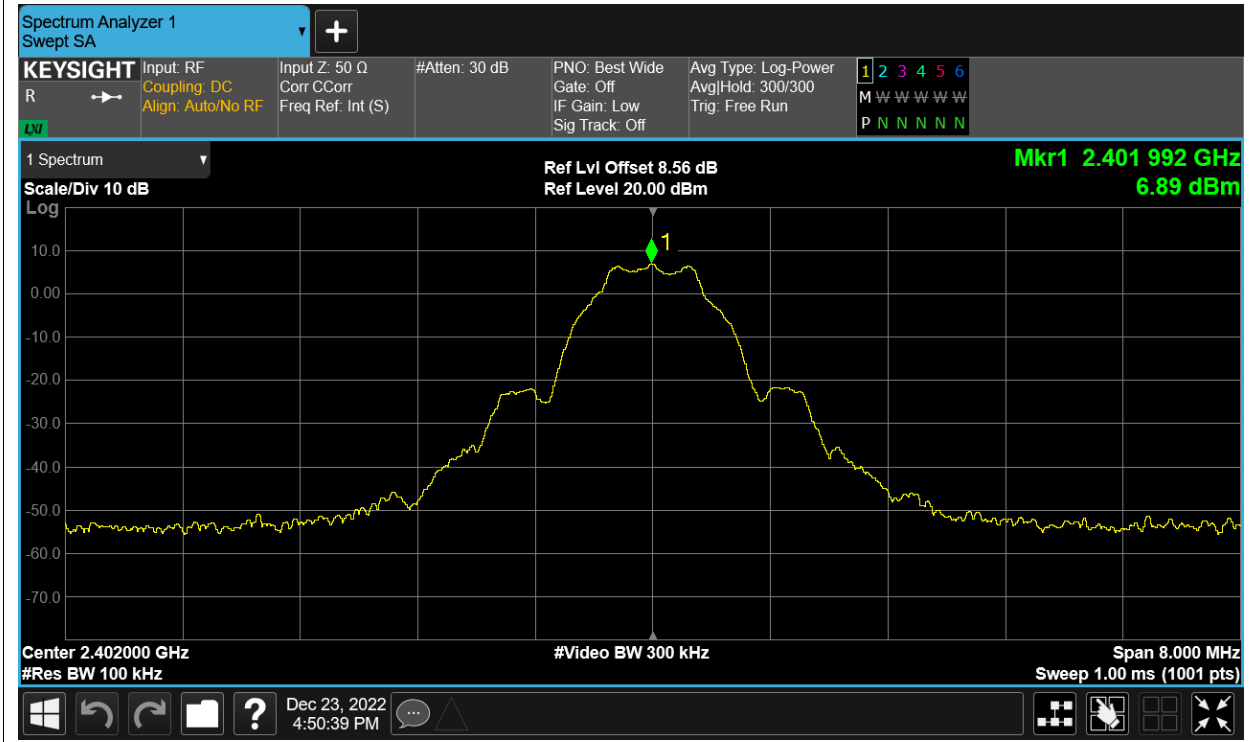 Spectrum Analyzer 1
Swept SA
KEYSIGHT
R
LXI
Input: RF
Coupling: DC
Align: Auto/No RF
Input Z: 50 Ω
Corr CCorr
Freq Ref: Int (S)
#Atten: 30 dB
PNO: Best Wide
Gate: Off
IF Gain: Low
Sig Track: Off
Avg Type: Log-Power
Avg|Hold: 300/300
Trig: Free Run
1 2 3 4 5 6
M W W W W W W
P N N N N N N
1 Spectrum
Scale/Div 10 dB
Log
Ref Lvl Offset 8.56 dB
Ref Level 20.00 dBm
Mkr1 2.401 992 GHz
6.89 dBm
1
10.0
0.00
-10.0
-20.0
-30.0
-40.0
-50.0
-60.0
-70.0
Center 2.402000 GHz
#Res BW 100 kHz
#Video BW 300 kHz
Span 8.000 MHz
Sweep 1.00 ms (1001 pts)
?
Dec 23, 2022
4:50:39 PM